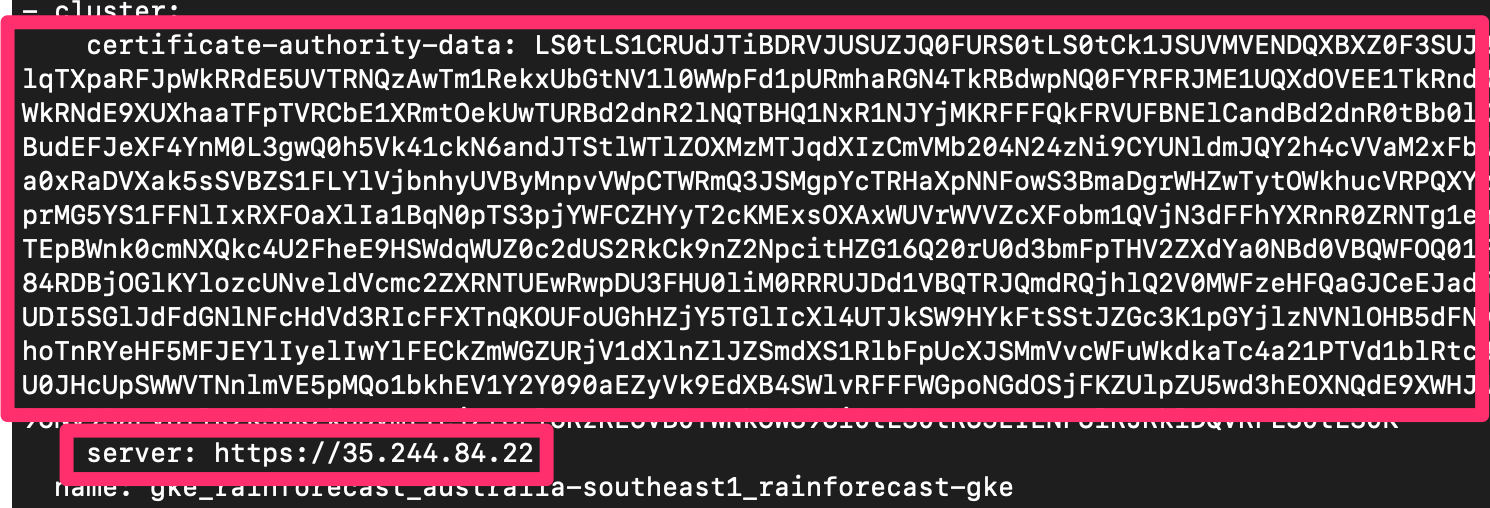 - cluster:
certificate-authority-data: LS0tLS1CRUdJTiBDRVJUSUZJQ0FURS0tLS0tCk1JSUVMVENDQXBXZ0F3SUJ
lqTXpaRFJpWkRRdE5UVTRNQzAwTm1RekxUbGtNV1l0WWpFd1pURmhaRGN4TkRBdwpNQ0FYRFRJME1UQXdOVEE1TkRnd
WkRNdE9XUXhaaTFpTVRCbE1XRmtOekUwTURBd2dnR2lNQTBHQ1NxR1NJYjMKRFFFQkFRVUFBNElCandBd2dnR0tBb0l
BudEFJeXF4YnM0L3gwQ0h5Vk41ckN6andJTStlWTlZOXMzMTJqdXIzCmVMb204N24zNi9CYUNldmJQY2h4cVVaM2xFb
a0xRaDVXak5sSVBZS1FLYlVjbnhyUVByMnpvVWpCTWRmQ3JSMgpYcTRHaXpNNFowS3BmaDgrWHZwTytOWkhucVRPQXY
prMG5YS1FFNlIxRXFOaXlIa1BqN0pTS3pjYWFCZHYyT2cKMExsOXAxWUVrWVVZcXFobm1QVjN3dFFhYXRnR0ZRNTg1e
TEpBWnk0cmNXQkc4U2FheE9HSWdqWUZ0c2dUS2RkCk9nZ2NpcitHZG16Q20rU0d3bmFpTHV2ZXdYa0NBd0VBQWFOQ01
84RDBjOGlKYlozcUNveldVcmc2ZXRNTUEwRwpDU3FHU0liM0RRRUJDd1VBQTRJQmdRQjhlQ2V0MWFzeHFQaGJCeEJad
UDI5SGlJdFdGNlNFcHdVd3RIcFFXTnQKOUFoUGhHZjY5TGlIcXl4UTJkSW9HYkFtSStJZGc3K1pGYjlzNVNlOHB5dFN
hoTnRYeHF5MFJEYlIyelIwYlFECkZmWGZURjV1dXlnZlJZSmdXS1RlbFpUcXJSMmVvcWFuWkdkaTc4a21PTVd1blRtc
U0JHcUpSWWVTNnlmVE5pMQo1bkhEV1Y2Y090aEZyVk9EdXB4SWlvRFFFWGpoNGdOSjFKZUlpZU5wd3hEOXNQdE9XWHJ
server: https://35.244.84.22
name: gke_rainforecast_australia-southeast1_rainforecast-gke